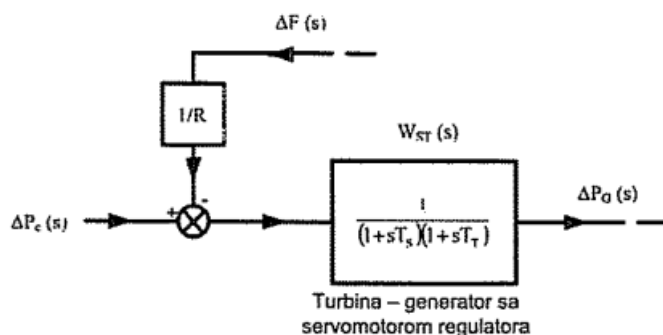 ΔF (s)
1/R
W_ST (s)
+
-
ΔP_c (s)
1
(1+sT_S)(1+sT_T)
ΔP_G (s)
Turbina – generator sa
servomotorom regulatora